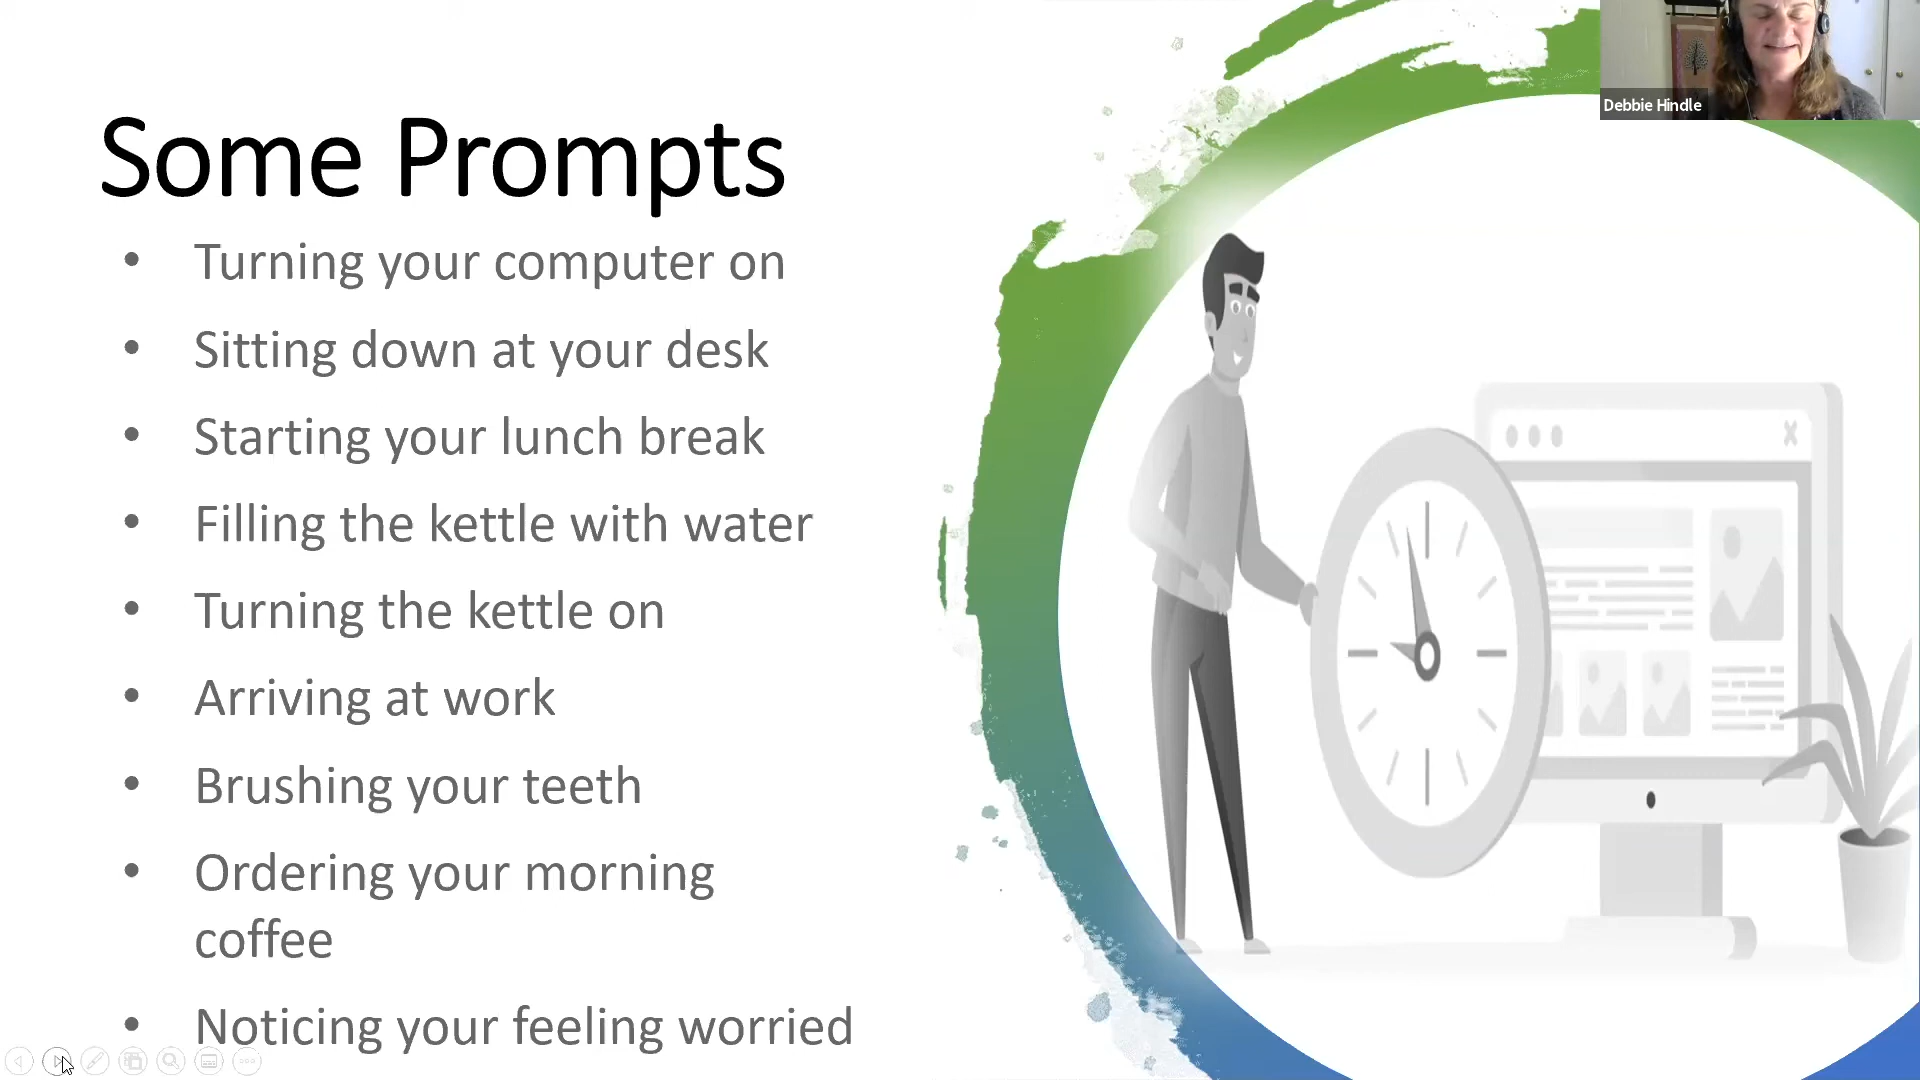 Debbie Hindle
Some Prompts
• Turning your computer on
• Sitting down at your desk
• Starting your lunch break
• Filling the kettle with water
• Turning the kettle on
• Arriving at work
• Brushing your teeth
• Ordering your morning
coffee
• Noticing your feeling worried